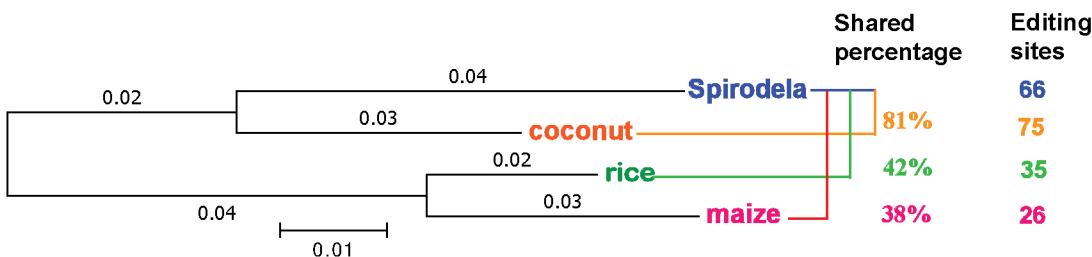 Shared percentage
Editing sites
0.02
0.04
Spirodela
66
0.03
coconut
81%
75
0.02
rice
42%
35
0.04
0.03
maize
38%
26
0.01